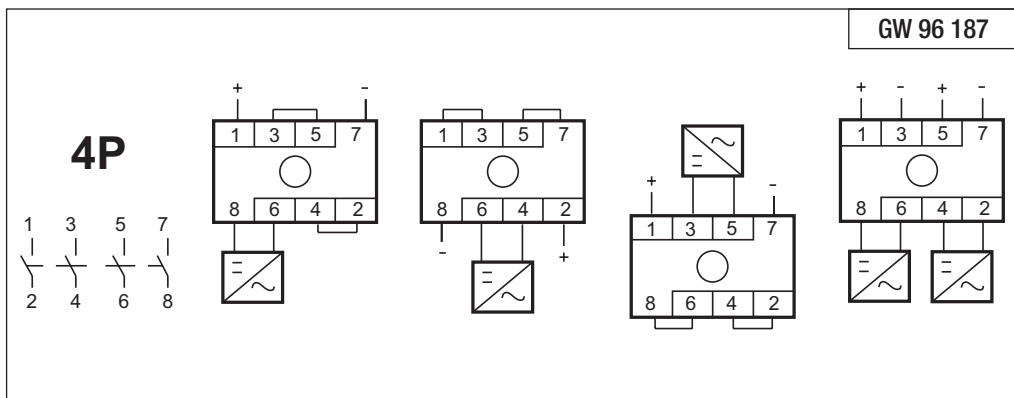 GW 96 187
4P
1 3 5 7
2 4 6 8
+ -
1 3 5 7
8 6 4 2
= ~
1 3 5 7
8 6 4 2
- +
= ~
= ~
+ -
1 3 5 7
8 6 4 2
+ - + -
1 3 5 7
8 6 4 2
= ~ = ~